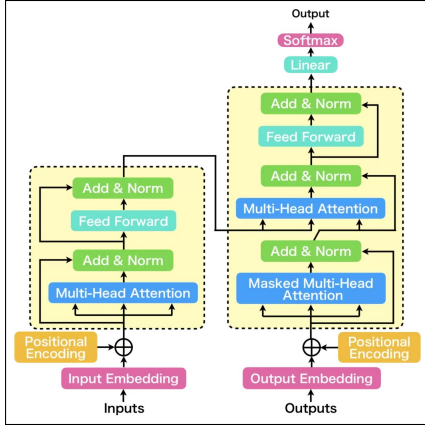 Output
Softmax
Linear
Add & Norm
Feed Forward
Add & Norm
Multi-Head Attention
Add & Norm
Masked Multi-Head
Attention
Positional
Encoding
Output Embedding
Outputs
Add & Norm
Feed Forward
Add & Norm
Multi-Head Attention
Positional
Encoding
Input Embedding
Inputs